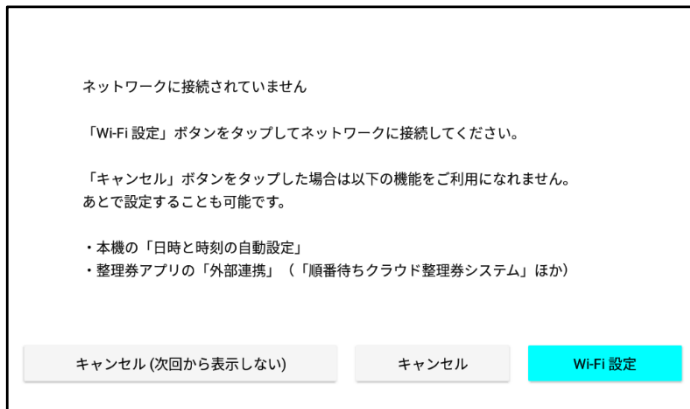 ネットワークに接続されていません
「Wi-Fi 設定」ボタンをタップしてネットワークに接続してください。
「キャンセル」ボタンをタップした場合は以下の機能をご利用になれません。
あとで設定することも可能です。
・本機の「日時と時刻の自動設定」
・整理券アプリの「外部連携」（「順番待ちクラウド整理券システム」ほか）
キャンセル (次回から表示しない)
キャンセル
Wi-Fi 設定